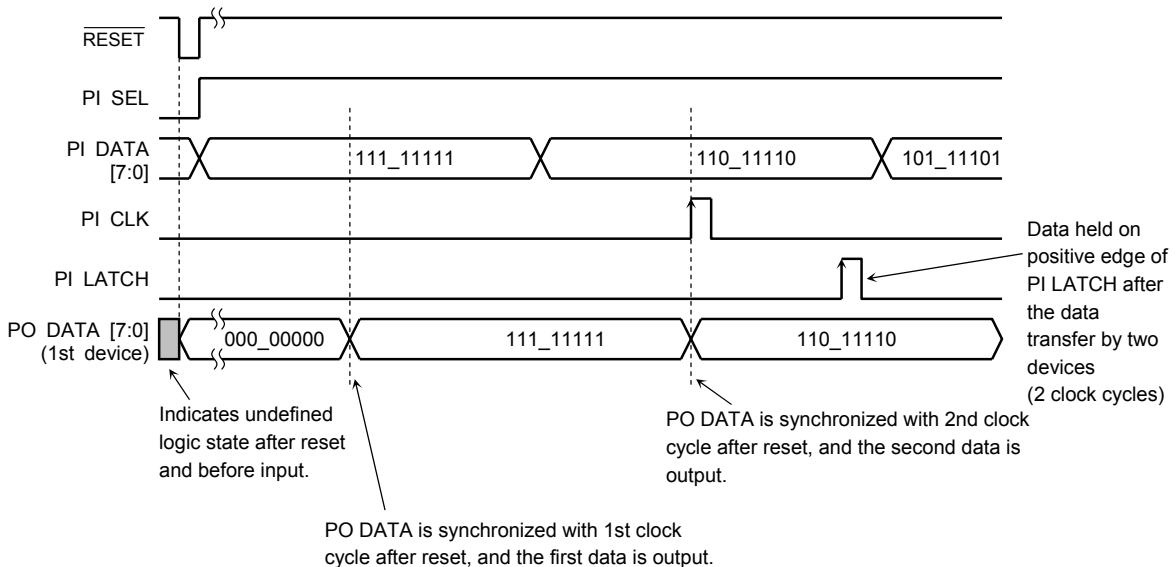 RESET
PI SEL
PI DATA
[7:0]
111_11111
110_11110
101_11101
PI CLK
PI LATCH
PO DATA [7:0]
(1st device)
000_00000
111_11111
110_11110
Data held on
positive edge of
PI LATCH after
the data
transfer by two
devices
(2 clock cycles)
Indicates undefined
logic state after reset
and before input.
PO DATA is synchronized with 2nd clock
cycle after reset, and the second data is
output.
PO DATA is synchronized with 1st clock
cycle after reset, and the first data is output.